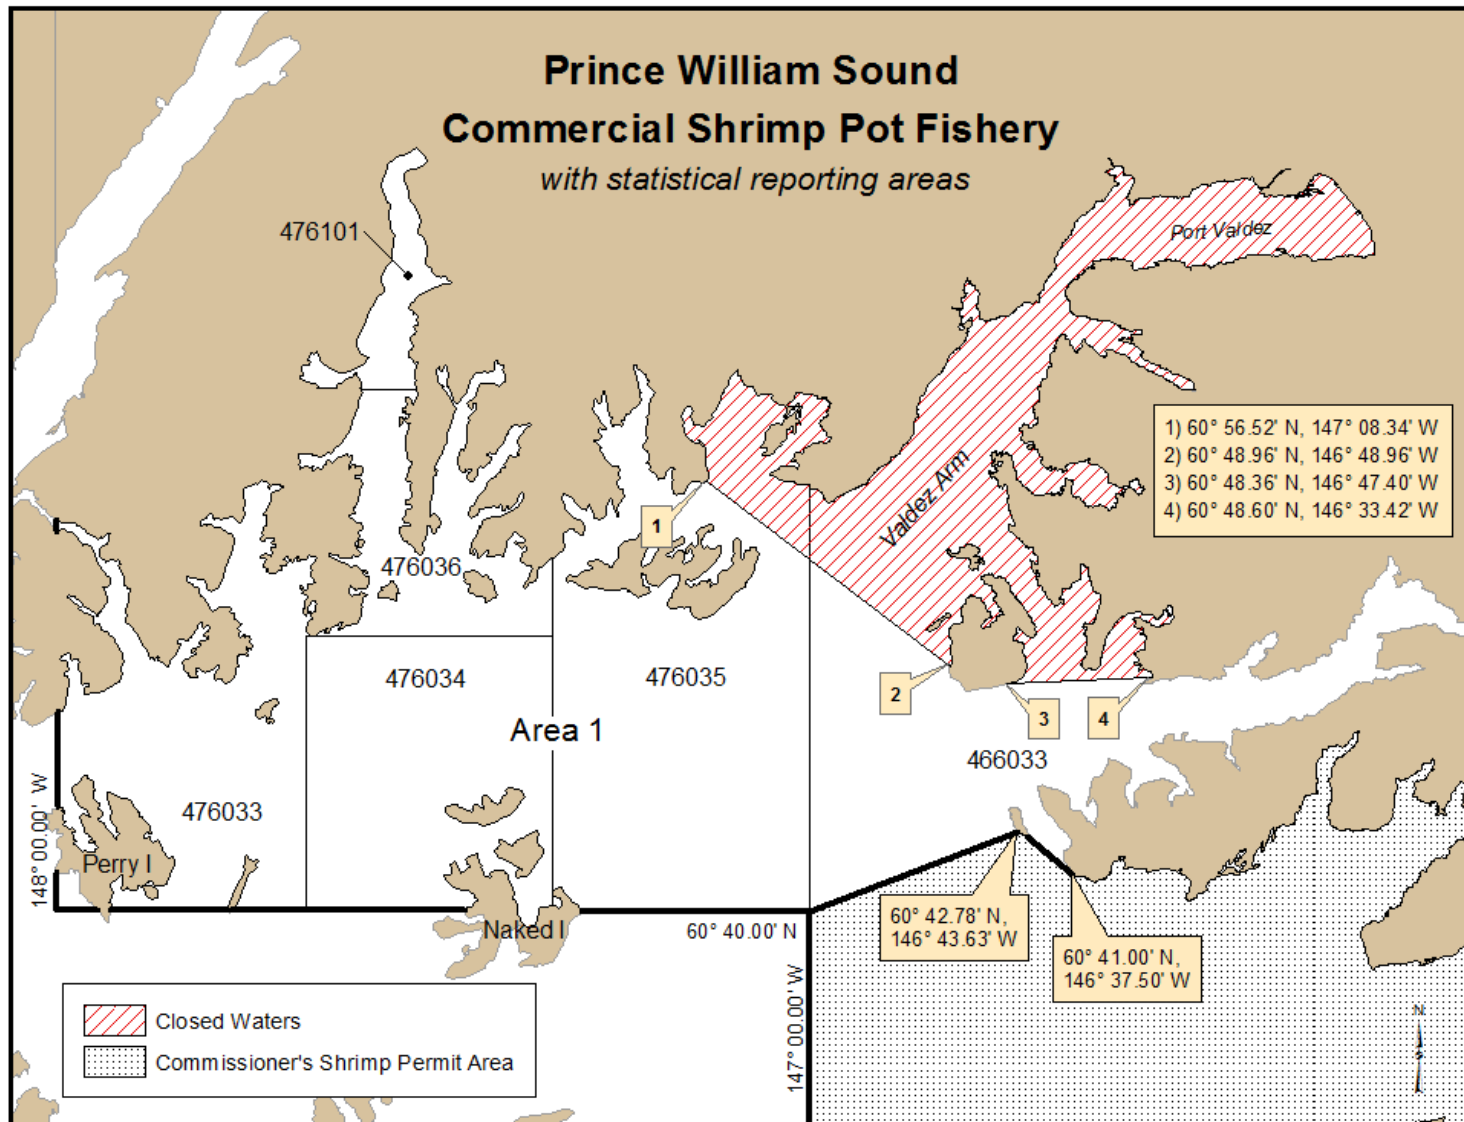 Prince William Sound
Commercial Shrimp Pot Fishery
with statistical reporting areas
476101
Port Valdez
1) 60° 56.52' N, 147° 08.34' W
2) 60° 48.96' N, 146° 48.96' W
3) 60° 48.36' N, 146° 47.40' W
4) 60° 48.60' N, 146° 33.42' W
Valdez Arm
1
476036
476034
476035
2
3
4
Area 1
466033
476033
148° 00.00' W
Perry I
Naked I
60° 40.00' N
60° 42.78' N,
146° 43.63' W
60° 41.00' N,
146° 37.50' W
147° 00.00' W
Closed Waters
Commissioner's Shrimp Permit Area
N
S